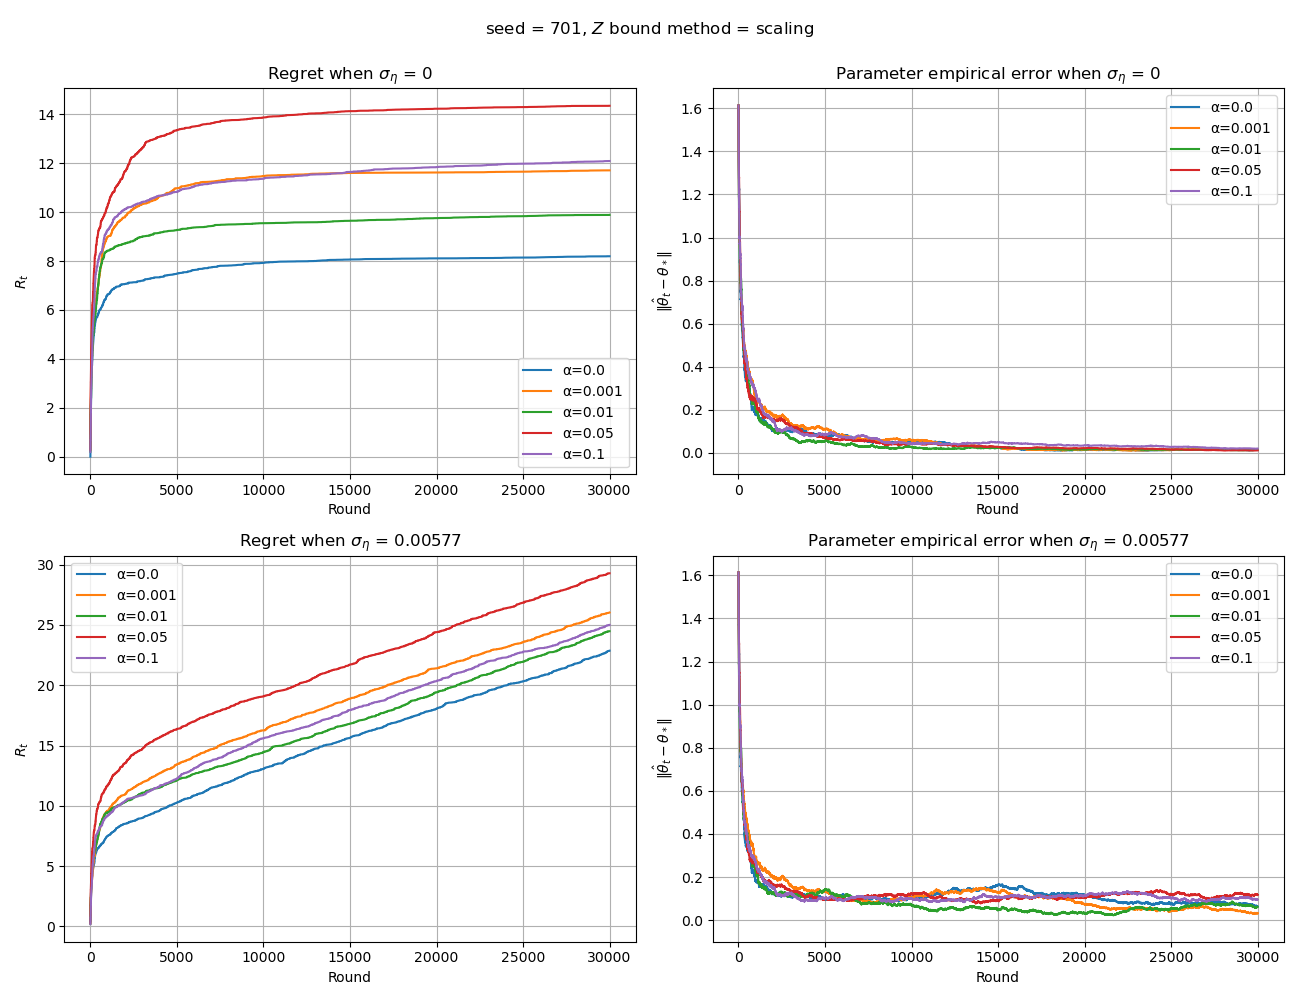 seed = 701, Z bound method = scaling
Regret when σ_η = 0
R_t
14
12
10
8
6
4
2
0
α=0.0
α=0.001
α=0.01
α=0.05
α=0.1
0 5000 10000 15000 20000 25000 30000
Round
Parameter empirical error when σ_η = 0
‖θ̂_t − θ_*‖
1.6
1.4
1.2
1.0
0.8
0.6
0.4
0.2
0.0
α=0.0
α=0.001
α=0.01
α=0.05
α=0.1
0 5000 10000 15000 20000 25000 30000
Round
Regret when σ_η = 0.00577
R_t
30
25
20
15
10
5
0
α=0.0
α=0.001
α=0.01
α=0.05
α=0.1
0 5000 10000 15000 20000 25000 30000
Round
Parameter empirical error when σ_η = 0.00577
‖θ̂_t − θ_*‖
1.6
1.4
1.2
1.0
0.8
0.6
0.4
0.2
0.0
α=0.0
α=0.001
α=0.01
α=0.05
α=0.1
0 5000 10000 15000 20000 25000 30000
Round